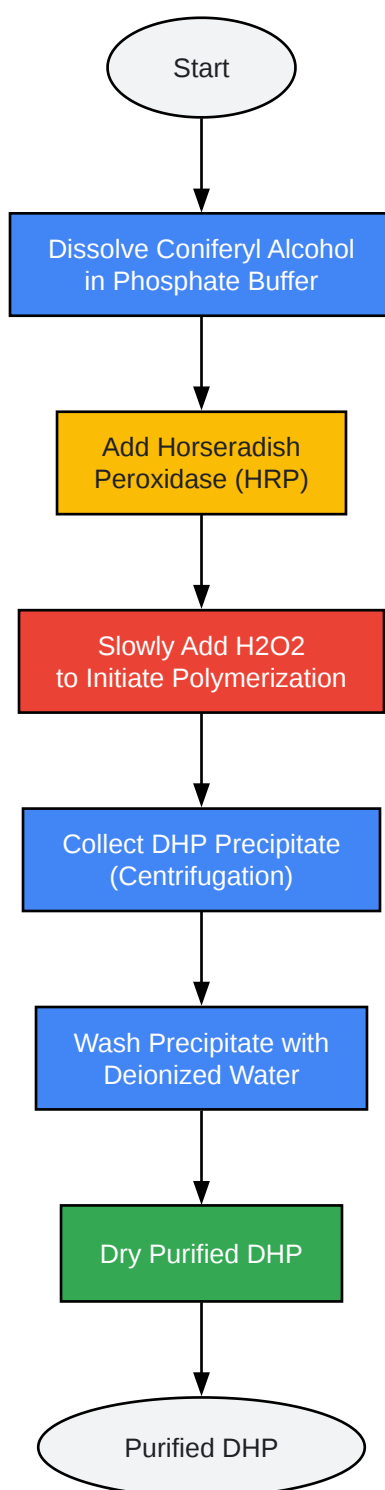 Start
Dissolve Coniferyl Alcohol
in Phosphate Buffer
Add Horseradish
Peroxidase (HRP)
Slowly Add H2O2
to Initiate Polymerization
Collect DHP Precipitate
(Centrifugation)
Wash Precipitate with
Deionized Water
Dry Purified DHP
Purified DHP